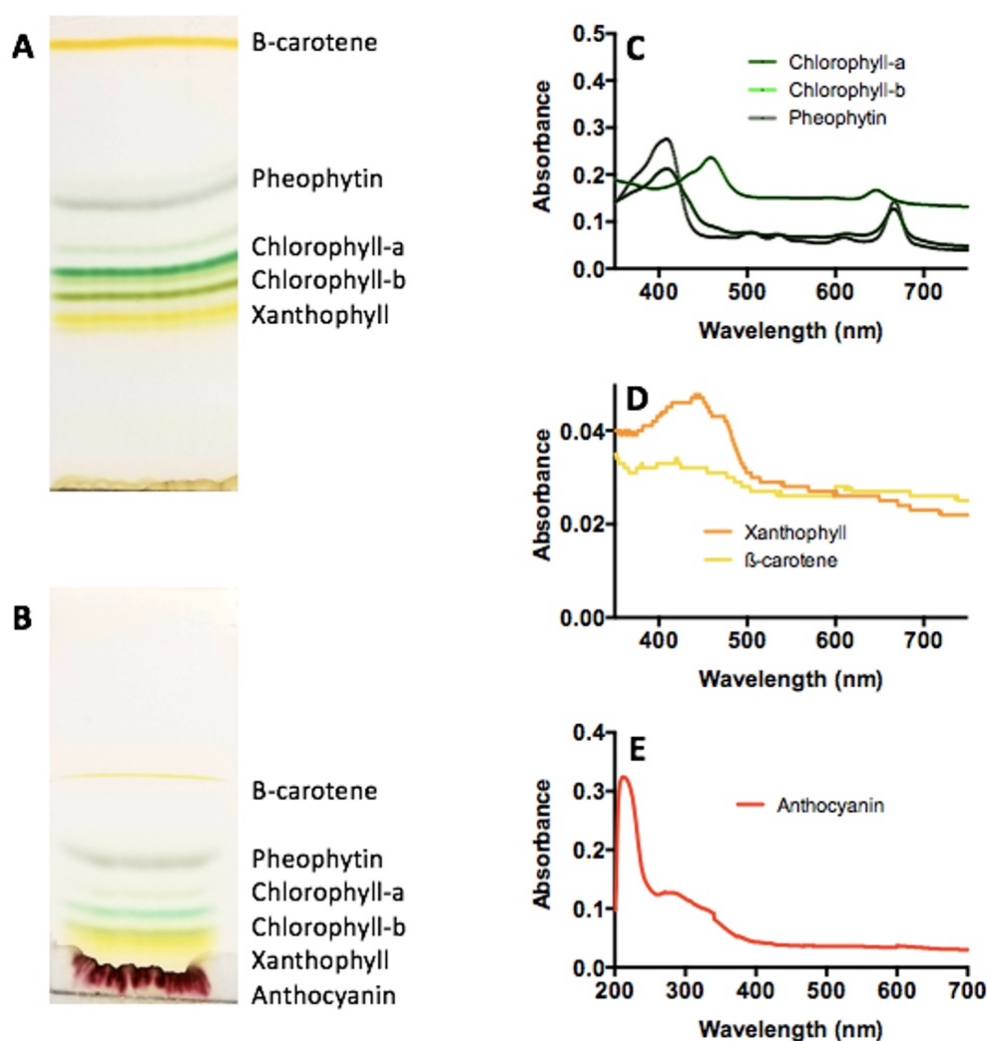 A
B-carotene
Pheophytin
Chlorophyll-a
Chlorophyll-b
Xanthophyll
B
B-carotene
Pheophytin
Chlorophyll-a
Chlorophyll-b
Xanthophyll
Anthocyanin
C
Chlorophyll-a
Chlorophyll-b
Pheophytin
Absorbance
0.5
0.4
0.3
0.2
0.1
0.0
400 500 600 700
Wavelength (nm)
D
Absorbance
0.04
0.02
0.00
Xanthophyll
ß-carotene
400 500 600 700
Wavelength (nm)
E
Anthocyanin
Absorbance
0.4
0.3
0.2
0.1
0.0
200 300 400 500 600 700
Wavelength (nm)